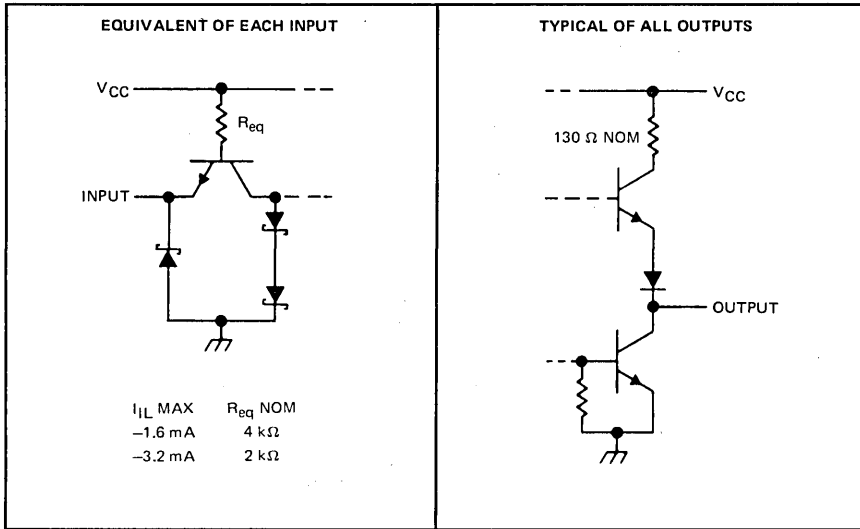 EQUIVALENT OF EACH INPUT
VCC
Req
INPUT
IIL MAX Req NOM
−1.6 mA 4 kΩ
−3.2 mA 2 kΩ
TYPICAL OF ALL OUTPUTS
VCC
130 Ω NOM
OUTPUT